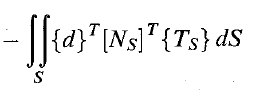 − ∬_S {d}^T [N_S]^T {T_S} dS